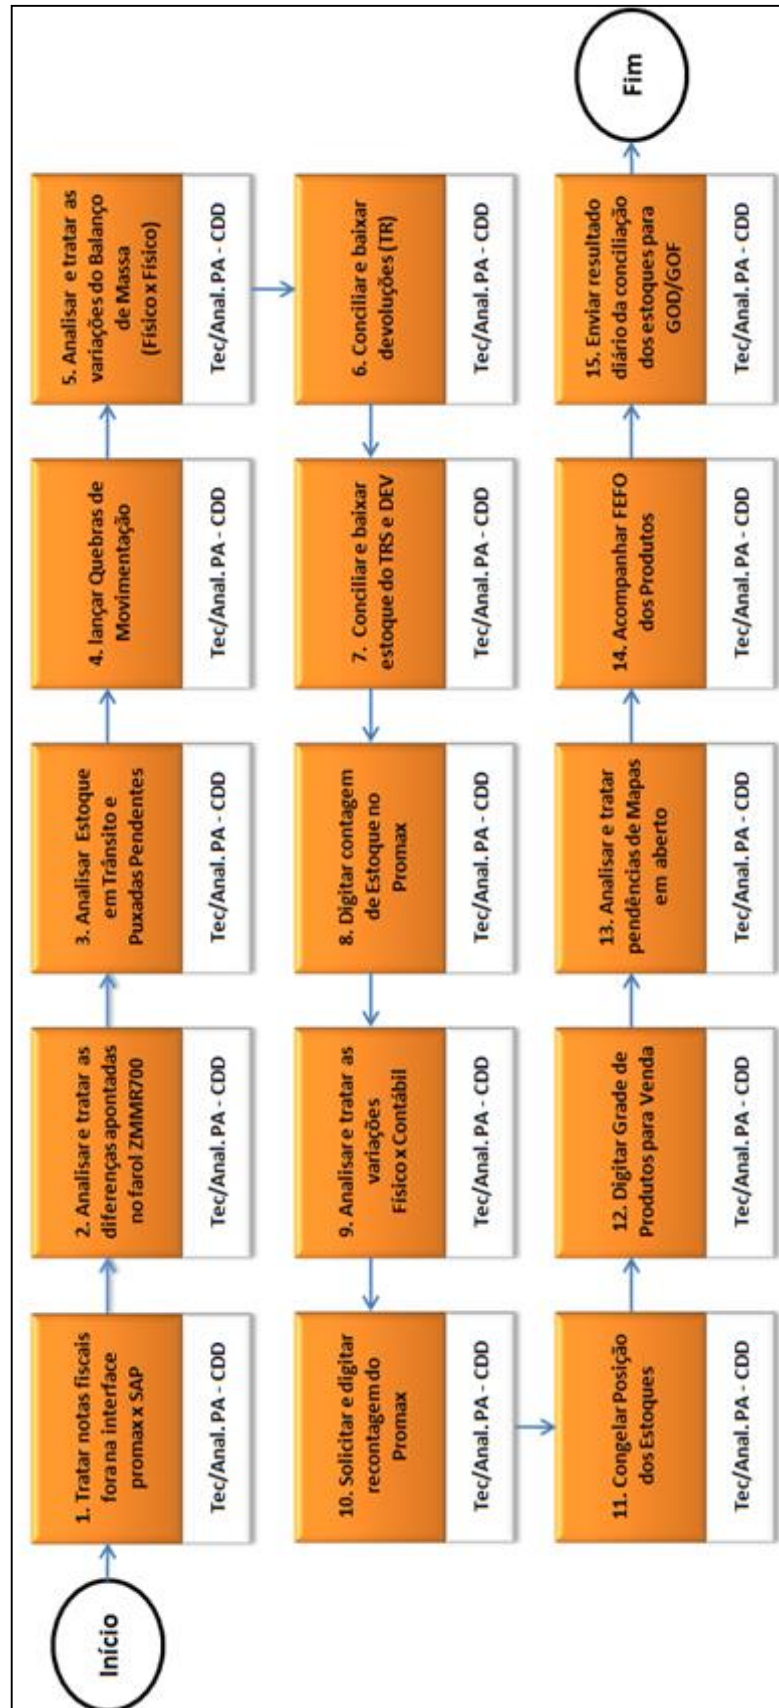 Início
1. Tratar notas fiscais
fora na interface
promax x SAP
Tec/Anal. PA - CDD
2. Analisar e tratar as
diferenças apontadas
no farol ZMMR700
Tec/Anal. PA - CDD
3. Analisar Estoque
em Trânsito e
Puxadas Pendentes
Tec/Anal. PA - CDD
4. lançar Quebras de
Movimentação
Tec/Anal. PA - CDD
5. Analisar e tratar as
variações do Balanço
de Massa
(Físico x Físico)
Tec/Anal. PA - CDD
6. Conciliar e baixar
devoluções (TR)
Tec/Anal. PA - CDD
7. Conciliar e baixar
estoque do TRS e DEV
Tec/Anal. PA - CDD
8. Digitar contagem
de Estoque no
Promax
Tec/Anal. PA - CDD
9. Analisar e tratar as
variações
Físico x Contábil
Tec/Anal. PA - CDD
10. Solicitar e digitar
recontagem do
Promax
Tec/Anal. PA - CDD
11. Congelar Posição
dos Estoques
Tec/Anal. PA - CDD
12. Digitar Grade de
Produtos para Venda
Tec/Anal. PA - CDD
13. Analisar e tratar
pendências de Mapas
em aberto
Tec/Anal. PA - CDD
14. Acompanhar FEFO
dos Produtos
Tec/Anal. PA - CDD
15. Enviar resultado
diário da conciliação
dos estoques para
GOD/GOF
Tec/Anal. PA - CDD
Fim